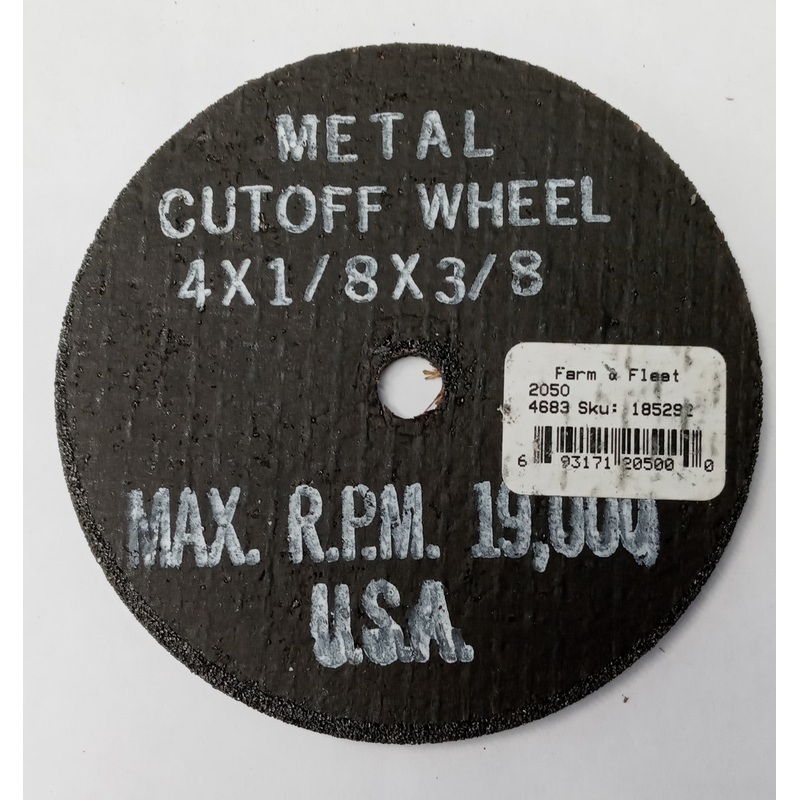 METAL
CUTOFF WHEEL
4X1/8X3/8
Farm & Fleet
2050
4683 Sku: 185292
6 93171 20500 0
MAX. R.P.M. 19,000
U.S.A.